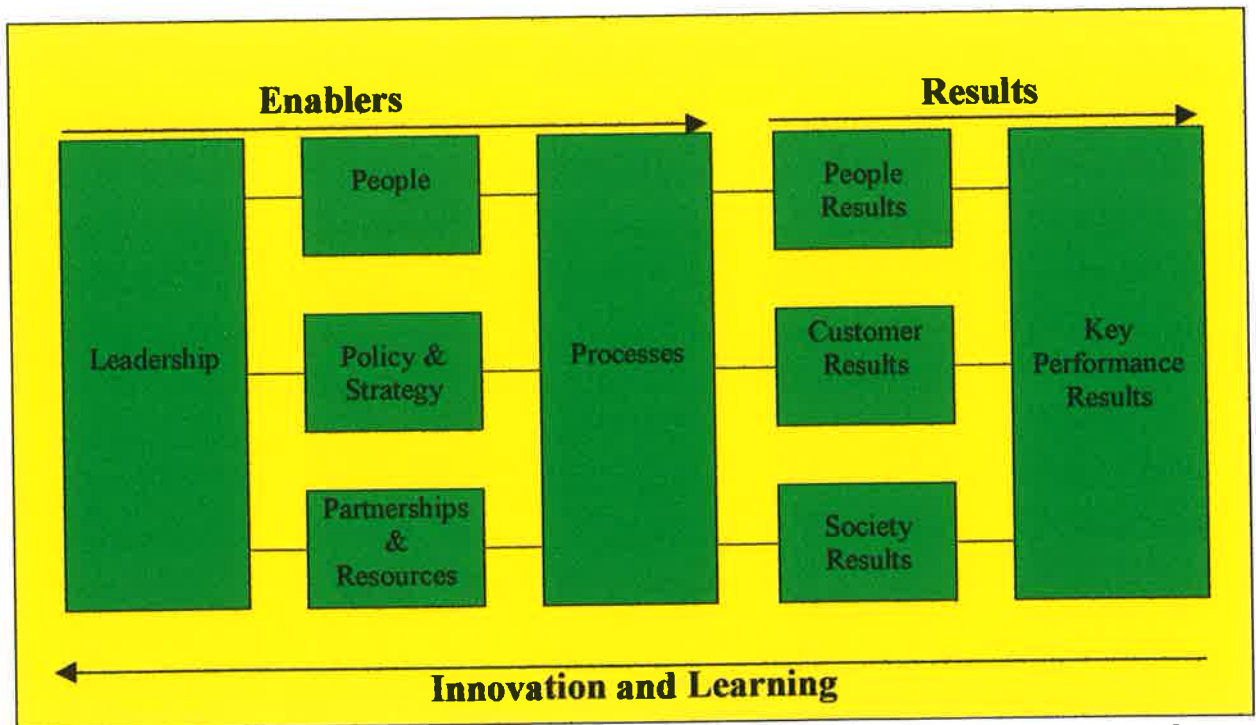 Enablers
Results
Leadership
People
Policy &
Strategy
Partnerships
&
Resources
Processes
People
Results
Customer
Results
Society
Results
Key
Performance
Results
Innovation and Learning